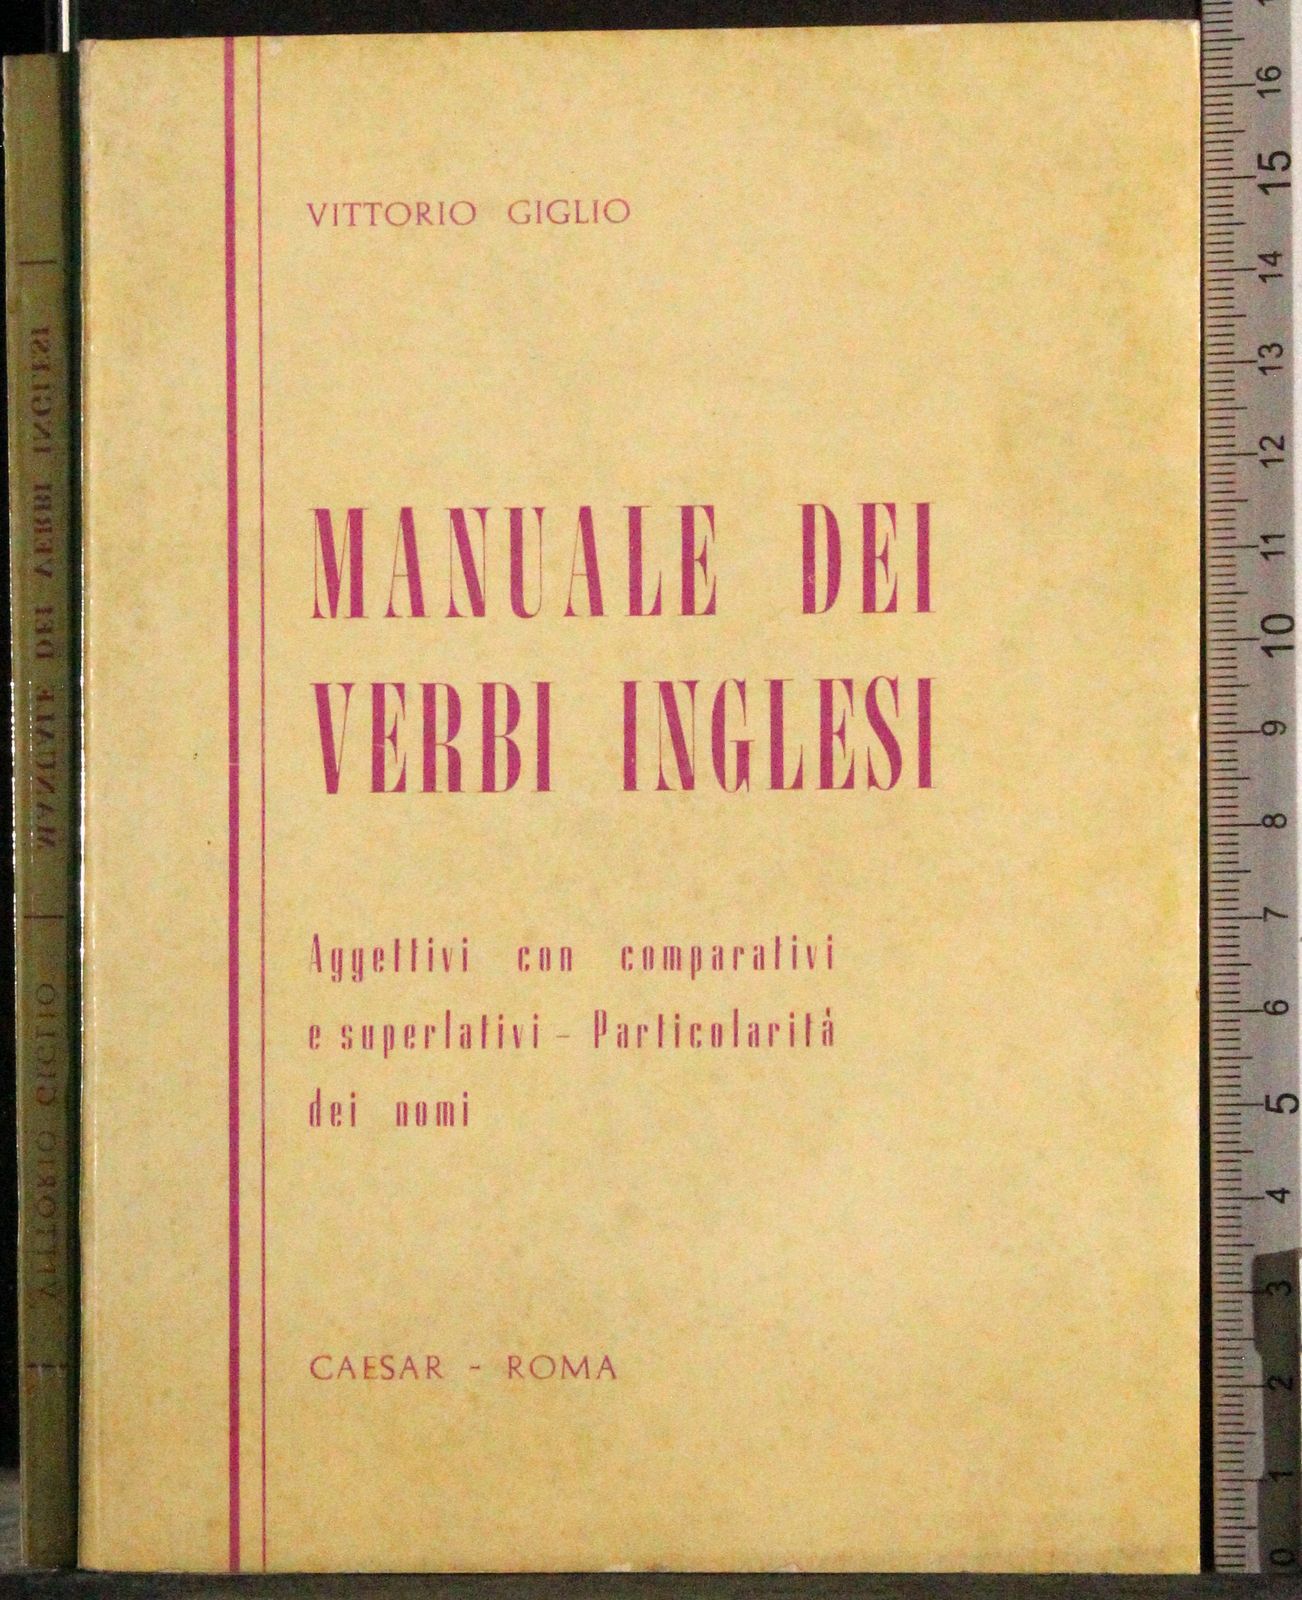 VITTORIO GIGLIO
MANUALE DEI
VERBI INGLESI
Aggettivi con comparativi
e superlativi - Particolarità
dei nomi
CAESAR - ROMA
VITTORIO GIGLIO | MANUALE DEI VERBI INGLESI |
16
15
14
13
12
11
10
9
8
7
6
5
4
3
2
1
0